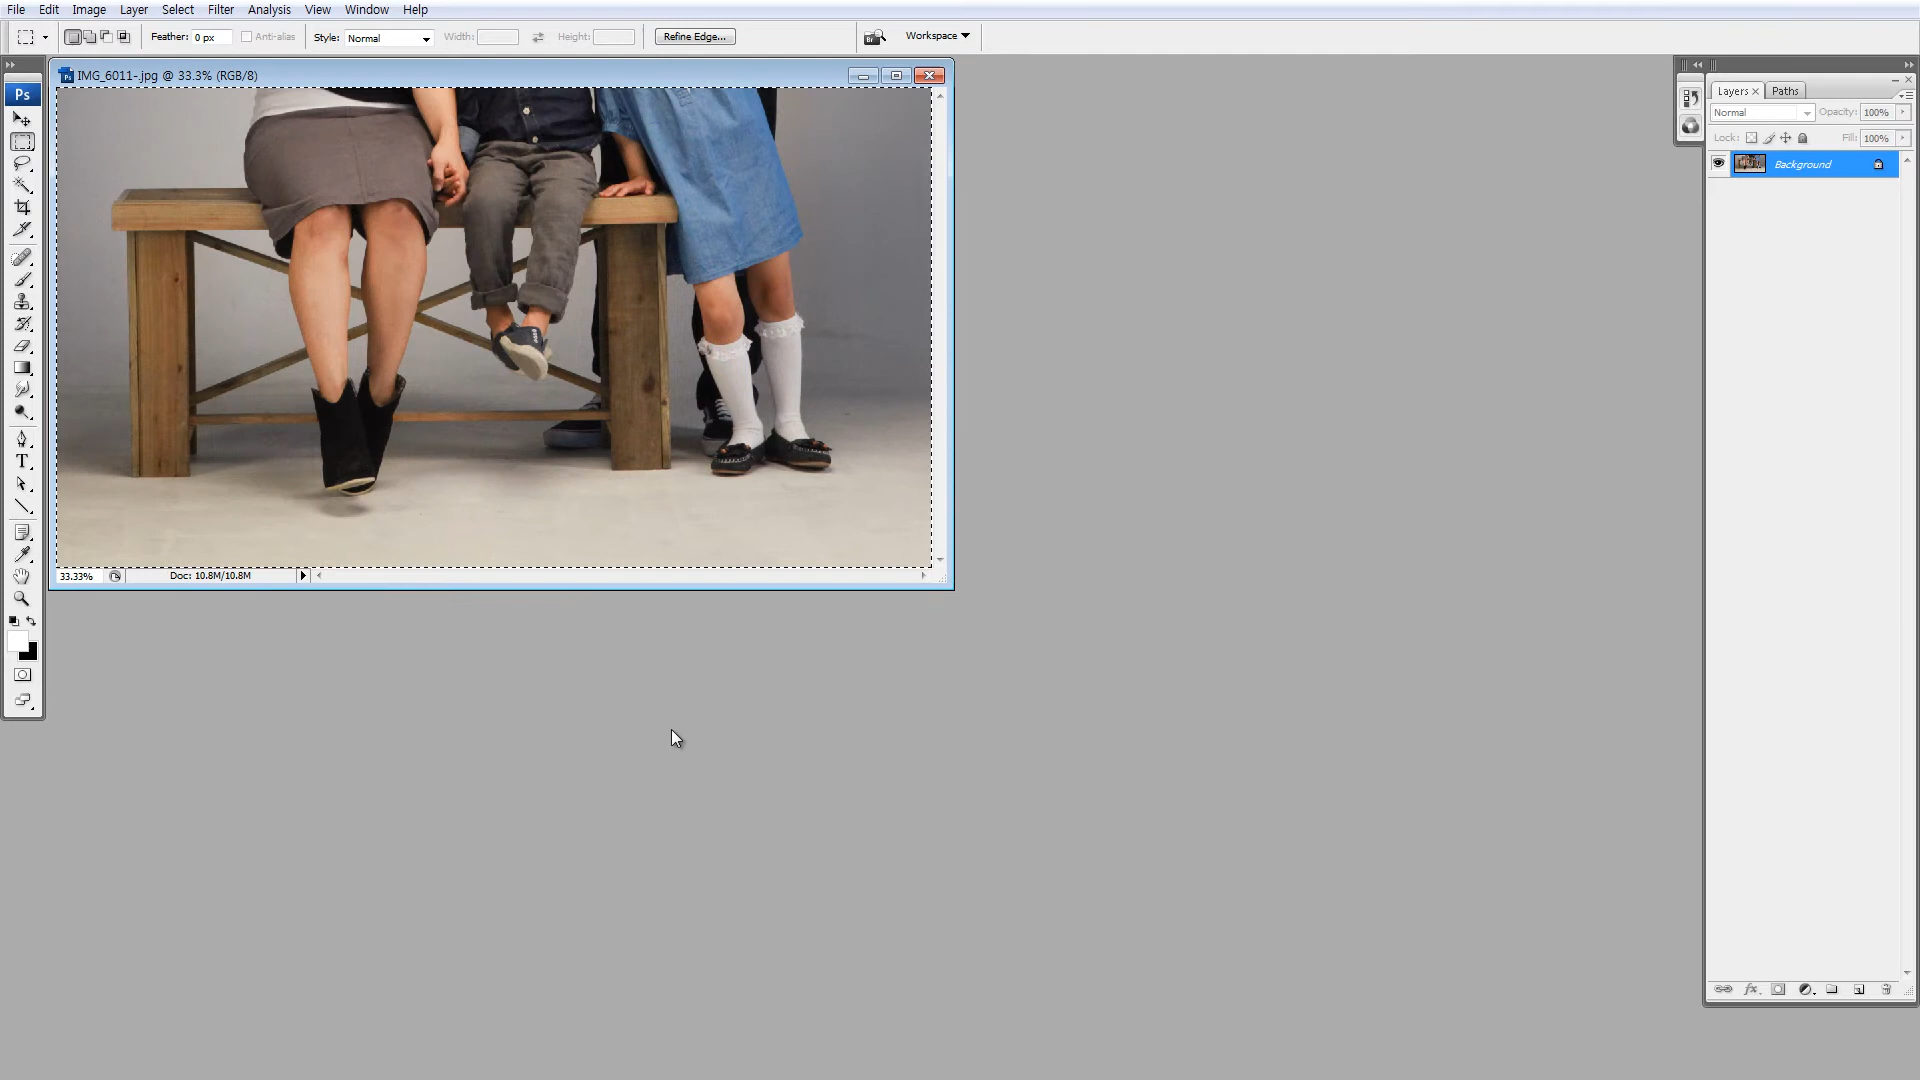 File Edit Image Layer Select Filter Analysis View Window Help
Feather: 0 px Anti-alias Style: Normal Width: Height: Refine Edge... Br Workspace
IMG_6011-.jpg @ 33.3% (RGB/8)
Ps
T
33.33% Doc: 10.8M/10.8M
Layers Paths
Normal Opacity: 100%
Lock: Fill: 100%
Background
fx